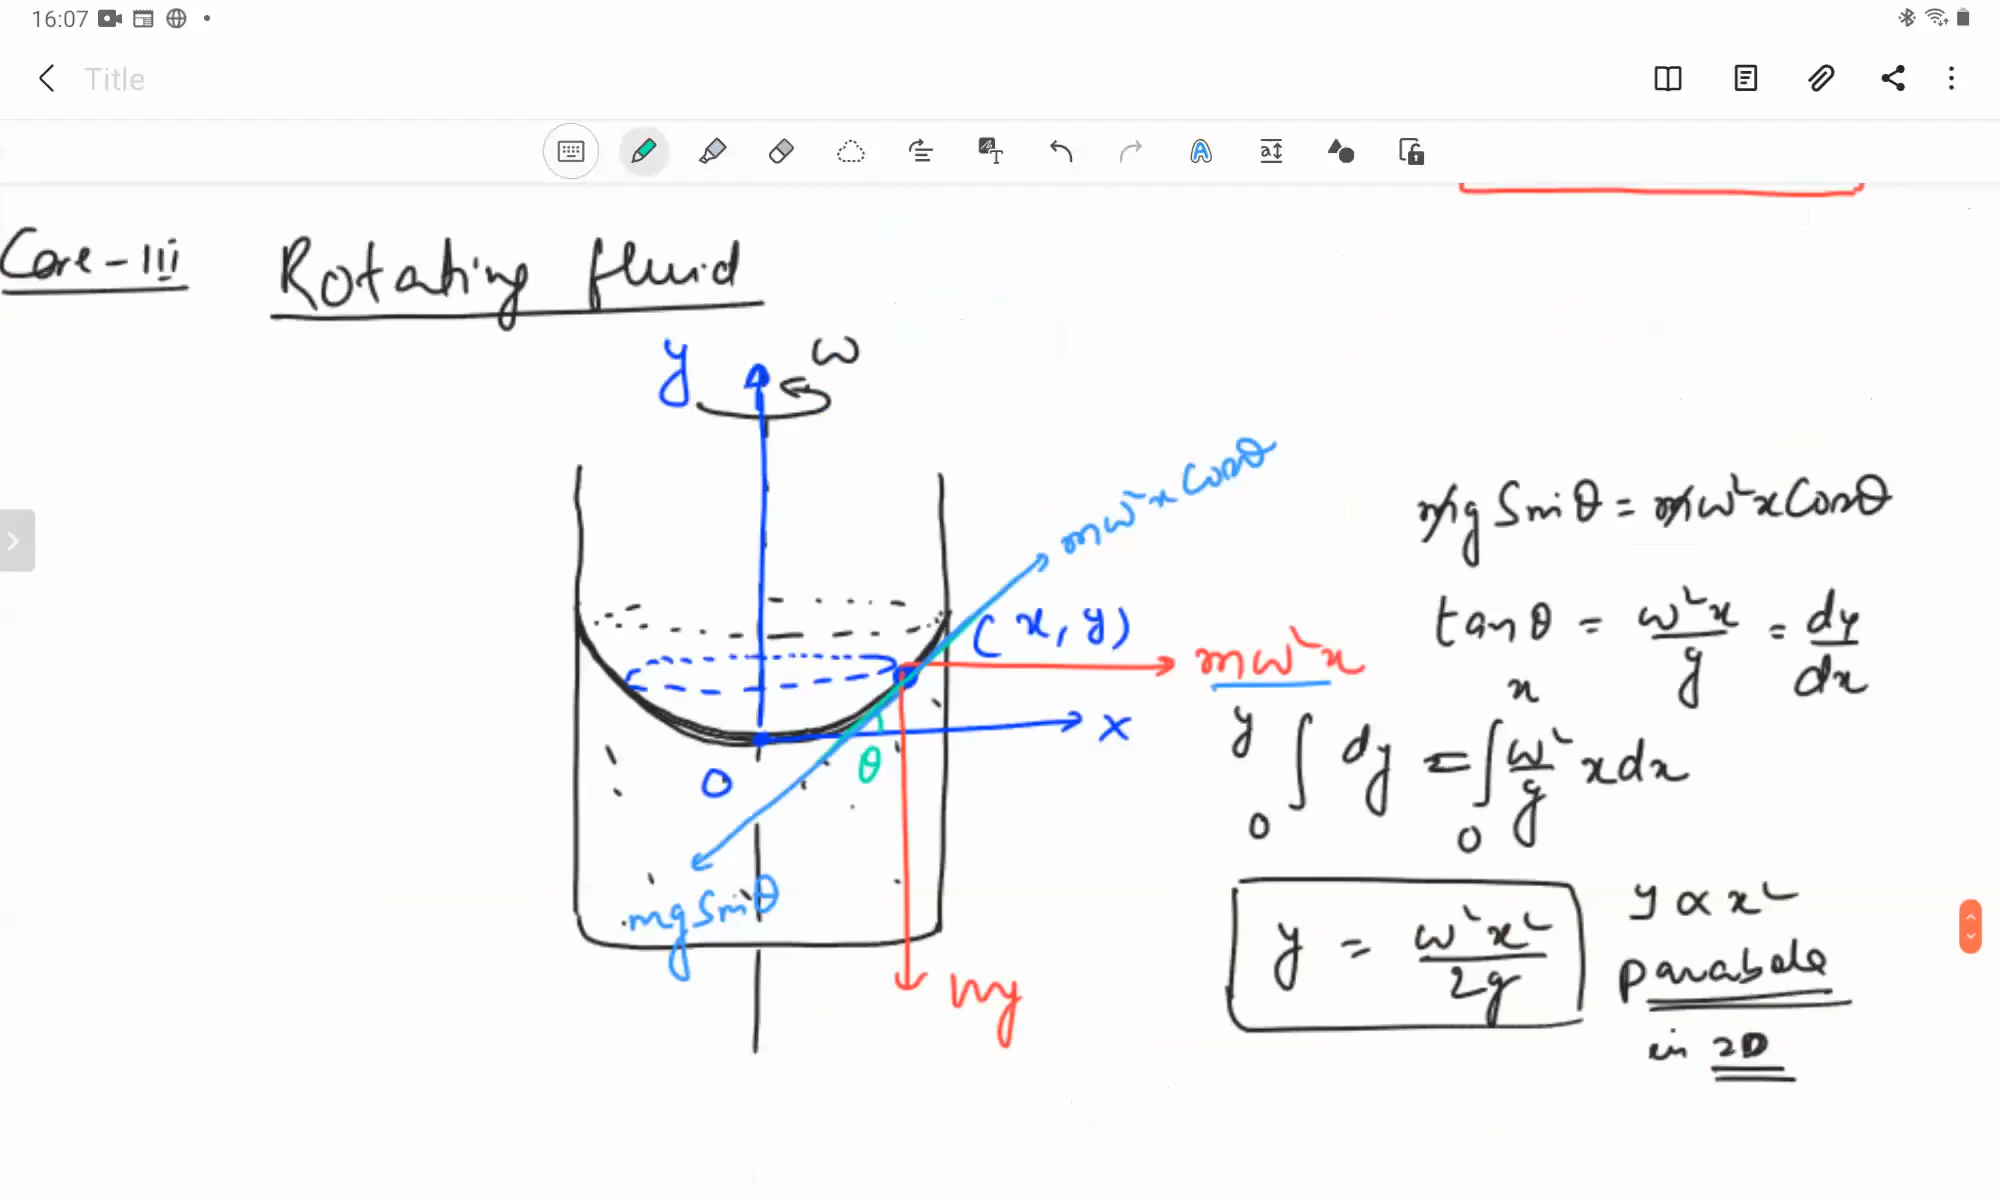 16:07
Title
Case-III Rotating fluid
y ω
mω²x Cosθ
(x, y)
mω²x
x
θ
O
mg Sinθ
mg
mg Sinθ = mω²x Cosθ
tanθ = ω²x/g = dy/dx
∫₀ʸ dy = ∫₀ˣ ω²/g x dx
y = ω²x²/2g
y ∝ x²
parabola
in 2D